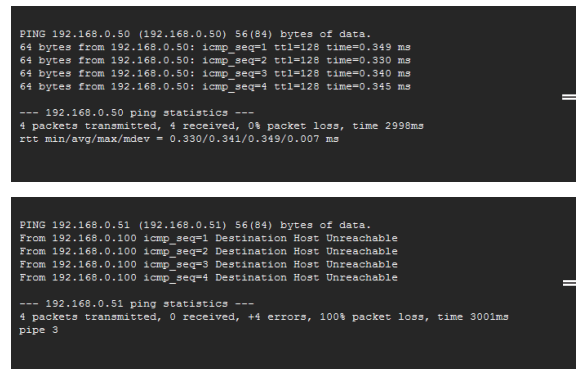 PING 192.168.0.50 (192.168.0.50) 56(84) bytes of data.
64 bytes from 192.168.0.50: icmp_seq=1 ttl=128 time=0.349 ms
64 bytes from 192.168.0.50: icmp_seq=2 ttl=128 time=0.330 ms
64 bytes from 192.168.0.50: icmp_seq=3 ttl=128 time=0.340 ms
64 bytes from 192.168.0.50: icmp_seq=4 ttl=128 time=0.345 ms
--- 192.168.0.50 ping statistics ---
4 packets transmitted, 4 received, 0% packet loss, time 2998ms
rtt min/avg/max/mdev = 0.330/0.341/0.349/0.007 ms
PING 192.168.0.51 (192.168.0.51) 56(84) bytes of data.
From 192.168.0.100 icmp_seq=1 Destination Host Unreachable
From 192.168.0.100 icmp_seq=2 Destination Host Unreachable
From 192.168.0.100 icmp_seq=3 Destination Host Unreachable
From 192.168.0.100 icmp_seq=4 Destination Host Unreachable
--- 192.168.0.51 ping statistics ---
4 packets transmitted, 0 received, +4 errors, 100% packet loss, time 3001ms
pipe 3